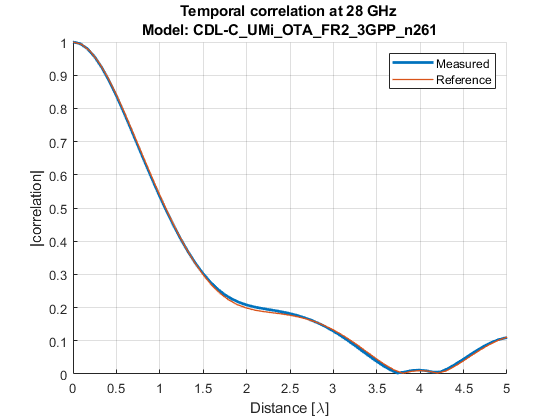 Temporal correlation at 28 GHz
Model: CDL-C_UMi_OTA_FR2_3GPP_n261
Measured
Reference
|correlation|
1
0.9
0.8
0.7
0.6
0.5
0.4
0.3
0.2
0.1
0
0 0.5 1 1.5 2 2.5 3 3.5 4 4.5 5
Distance [λ]